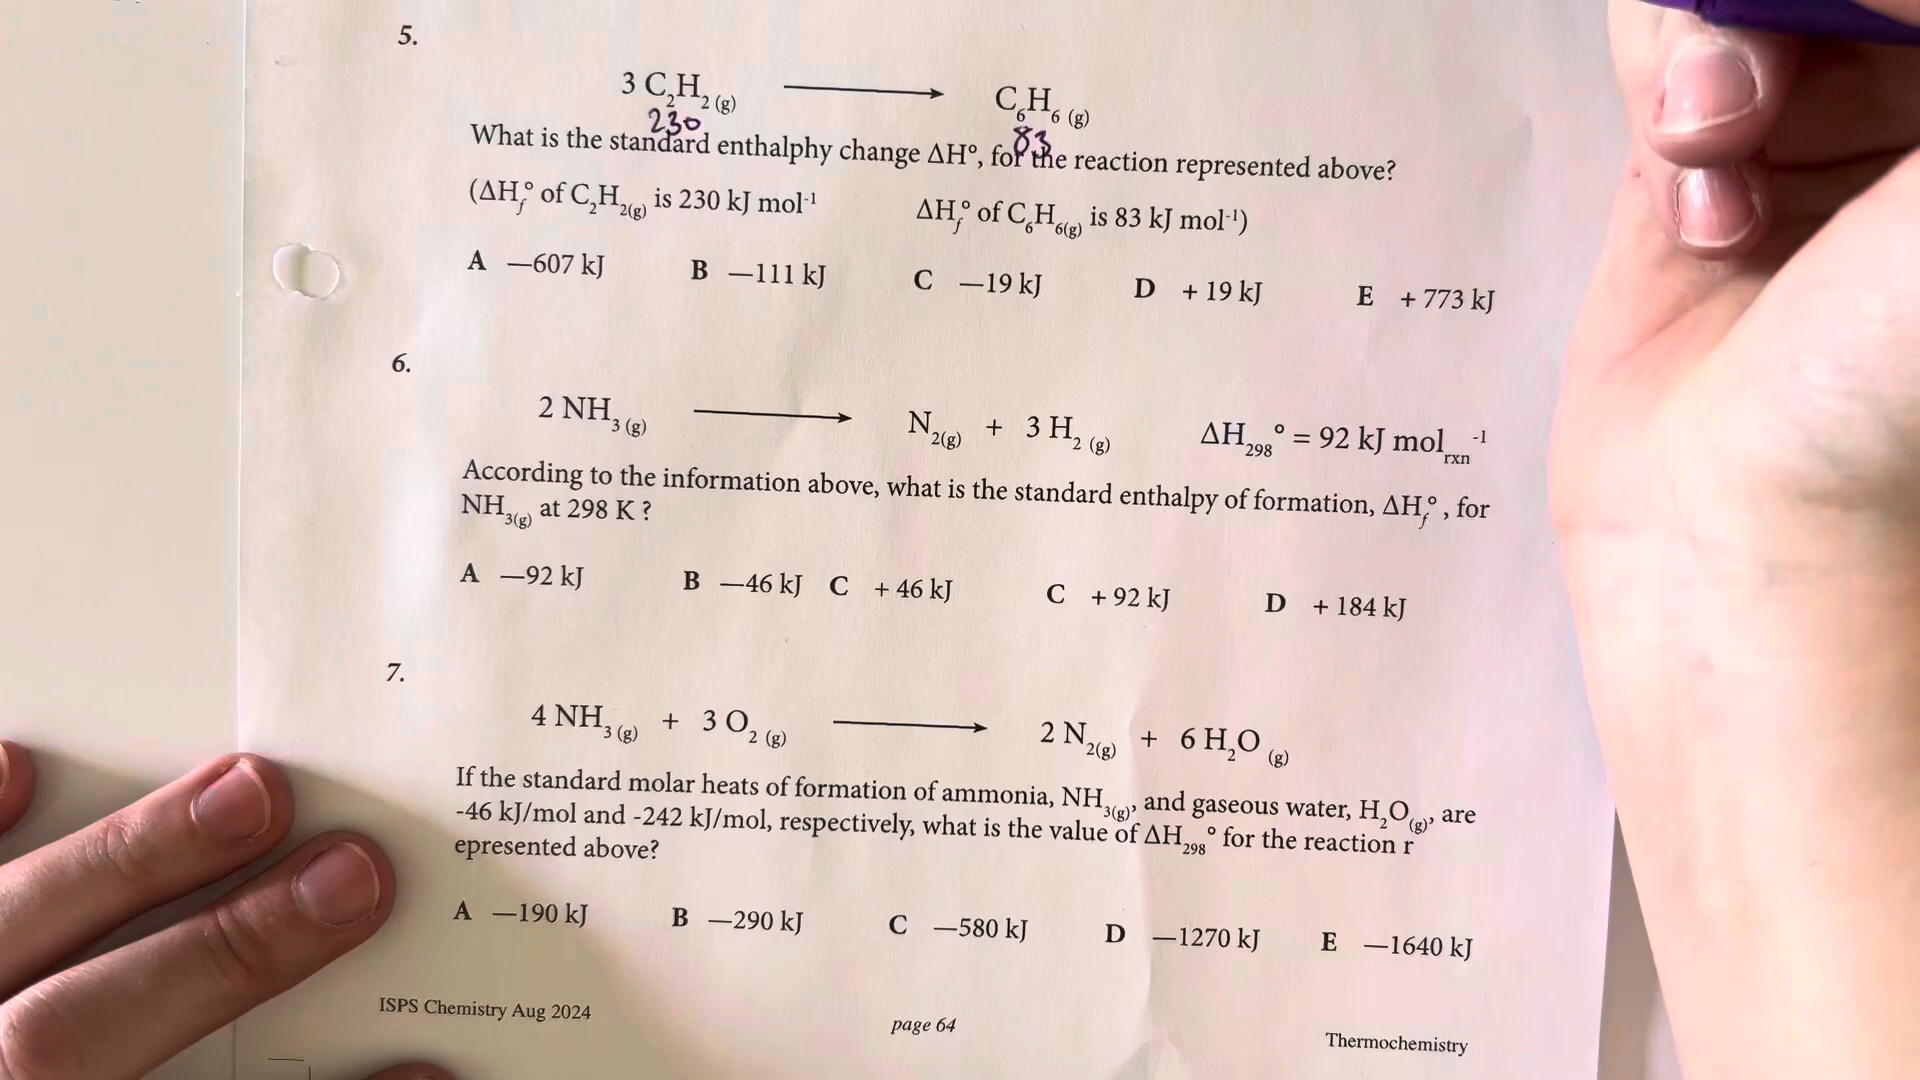 5.
3 C₂H₂ (g) ⟶ C₆H₆ (g)
230 83
What is the standard enthalphy change ΔH°, for the reaction represented above?
(ΔHf° of C₂H₂(g) is 230 kJ mol⁻¹ ΔHf° of C₆H₆(g) is 83 kJ mol⁻¹)
A —607 kJ B —111 kJ C —19 kJ D + 19 kJ E + 773 kJ
6.
2 NH₃ (g) ⟶ N₂(g) + 3 H₂ (g) ΔH₂₉₈° = 92 kJ molrxn⁻¹
According to the information above, what is the standard enthalpy of formation, ΔHf°, for
NH₃(g) at 298 K ?
A —92 kJ B —46 kJ C + 46 kJ C + 92 kJ D + 184 kJ
7.
4 NH₃ (g) + 3 O₂ (g) ⟶ 2 N₂(g) + 6 H₂O (g)
If the standard molar heats of formation of ammonia, NH₃(g), and gaseous water, H₂O(g), are
-46 kJ/mol and -242 kJ/mol, respectively, what is the value of ΔH₂₉₈° for the reaction r
epresented above?
A —190 kJ B —290 kJ C —580 kJ D —1270 kJ E —1640 kJ
ISPS Chemistry Aug 2024 page 64 Thermochemistry